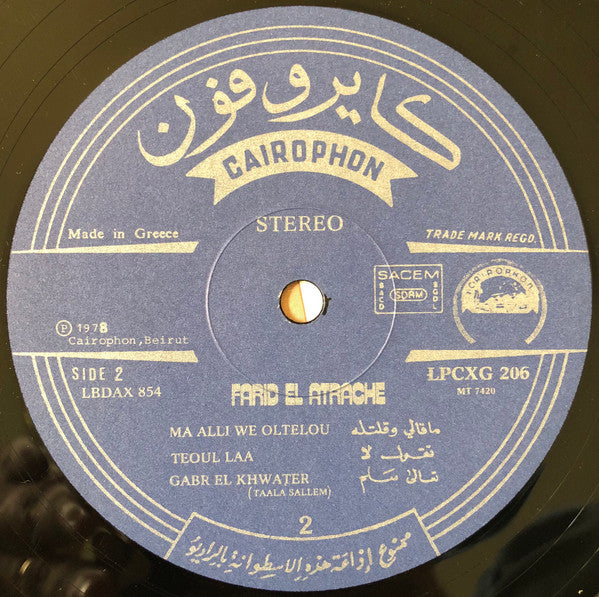 كايروفون
CAIROPHON
STEREO
Made in Greece
TRADE MARK REGD.
SACEM
SACD
SDRM
SGDL
CAIROPHON
Ⓟ 1978
Cairophon,Beirut
SIDE 2
LBDAX 854
FARID EL ATRACHE
LPCXG 206
MT 7420
MA ALLI WE OLTELOU ماقالي وقلتله
TEOUL LAA تقول لا
GABR EL KHWATER تعالى سلم
(TAALA SALLEM)
2
ممنوع إذاعة هذه الاسطوانة بالراديو